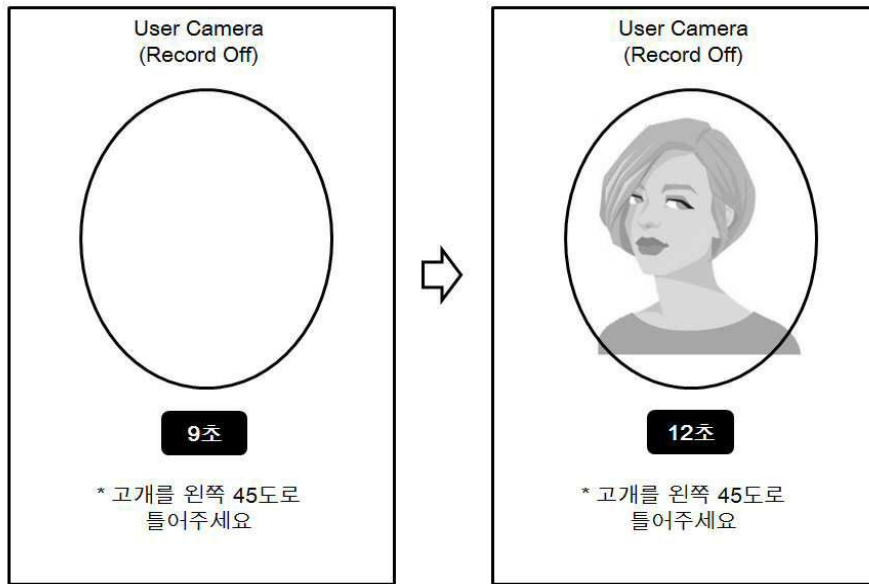 User Camera
(Record Off)
9초
* 고개를 왼쪽 45도로
틀어주세요
User Camera
(Record Off)
12초
* 고개를 왼쪽 45도로
틀어주세요